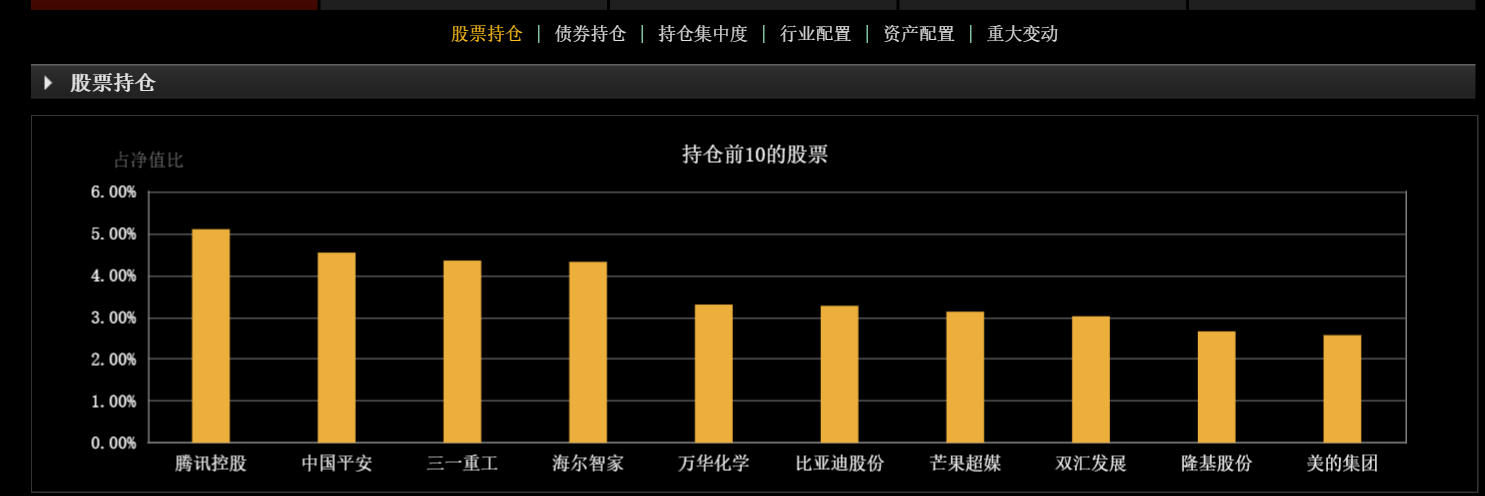 股票持仓 | 债券持仓 | 持仓集中度 | 行业配置 | 资产配置 | 重大变动
股票持仓
持仓前10的股票
占净值比
6.00%
5.00%
4.00%
3.00%
2.00%
1.00%
0.00%
腾讯控股 中国平安 三一重工 海尔智家 万华化学 比亚迪股份 芒果超媒 双汇发展 隆基股份 美的集团